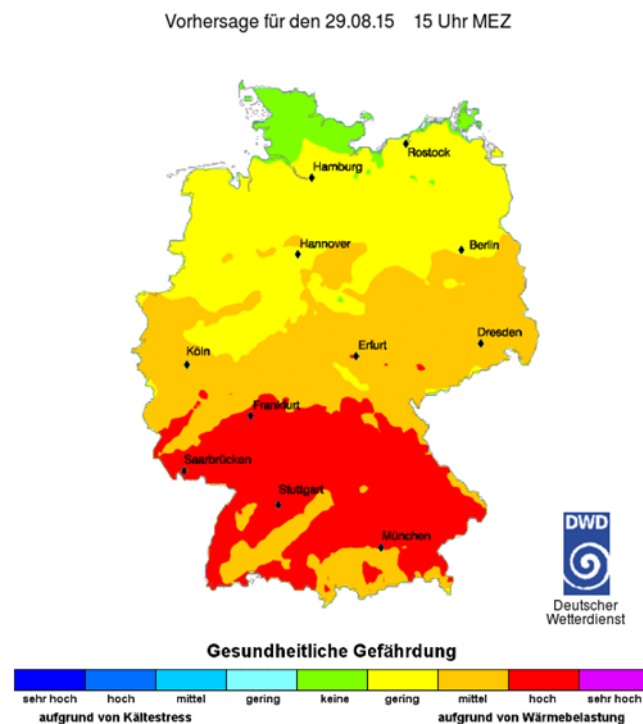 Vorhersage für den 29.08.15 15 Uhr MEZ
Rostock
Hamburg
Hannover
Berlin
Dresden
Erfurt
Köln
Frankfurt
Saarbrücken
Stuttgart
München
DWD
Deutscher
Wetterdienst
Gesundheitliche Gefährdung
sehr hoch hoch mittel gering keine gering mittel hoch sehr hoch
aufgrund von Kältestress aufgrund von Wärmebelastung